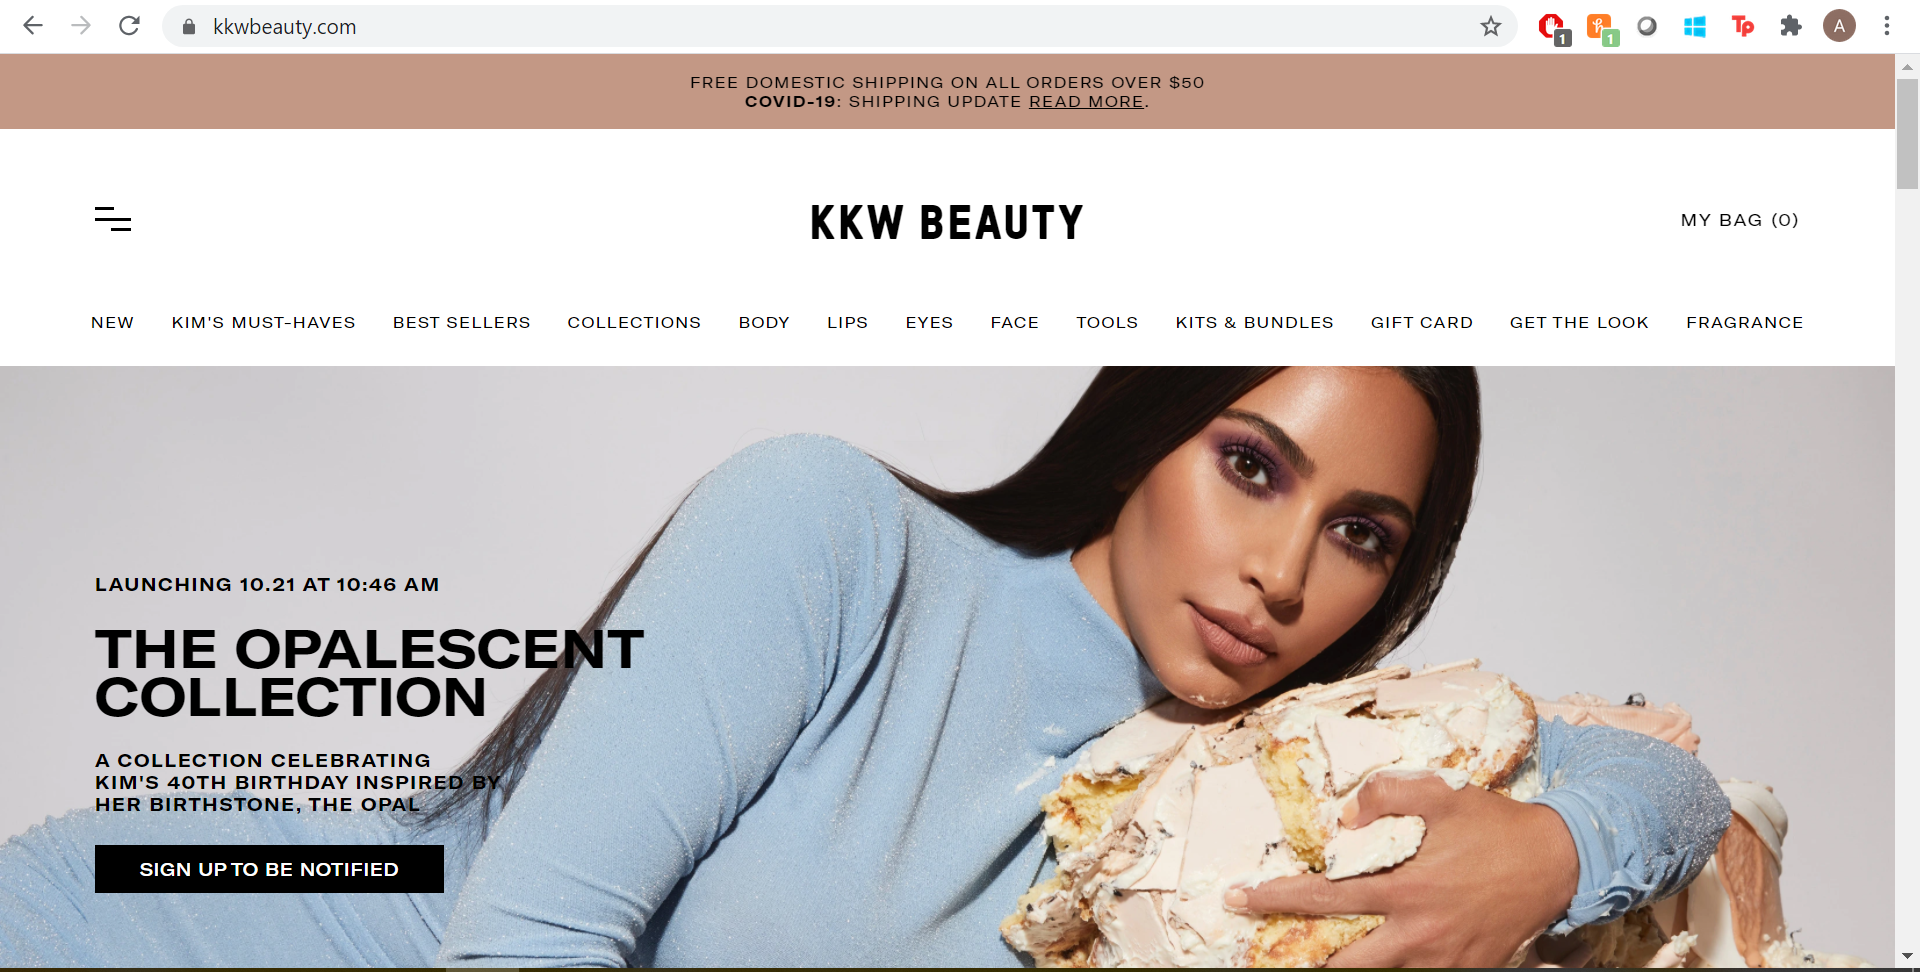 kkwbeauty.com
1
1
Tp
A
FREE DOMESTIC SHIPPING ON ALL ORDERS OVER $50
COVID-19: SHIPPING UPDATE READ MORE.
KKW BEAUTY
MY BAG (0)
NEW KIM'S MUST-HAVES BEST SELLERS COLLECTIONS BODY LIPS EYES FACE TOOLS KITS & BUNDLES GIFT CARD GET THE LOOK FRAGRANCE
LAUNCHING 10.21 AT 10:46 AM
THE OPALESCENT
COLLECTION
A COLLECTION CELEBRATING
KIM'S 40TH BIRTHDAY INSPIRED BY
HER BIRTHSTONE, THE OPAL
SIGN UP TO BE NOTIFIED